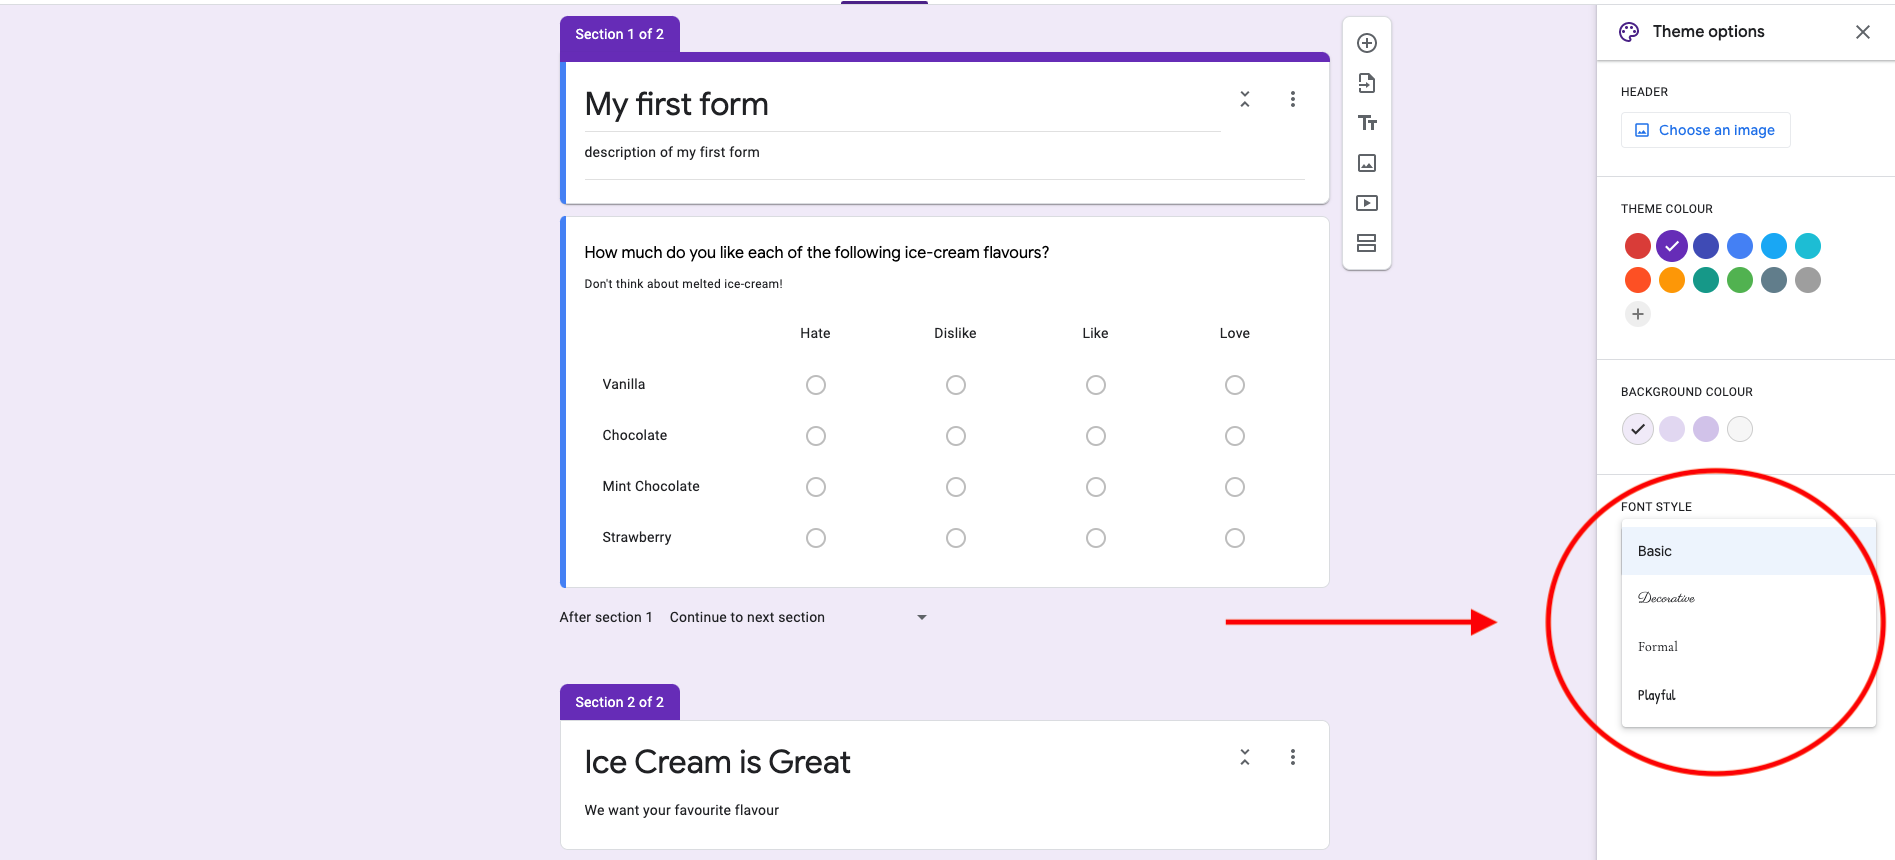 Section 1 of 2
My first form
description of my first form
How much do you like each of the following ice-cream flavours?
Don't think about melted ice-cream!
Hate Dislike Like Love
Vanilla
Chocolate
Mint Chocolate
Strawberry
After section 1 Continue to next section
Section 2 of 2
Ice Cream is Great
We want your favourite flavour
Tт
Theme options
HEADER
Choose an image
THEME COLOUR
BACKGROUND COLOUR
FONT STYLE
Basic
Decorative
Formal
Playful